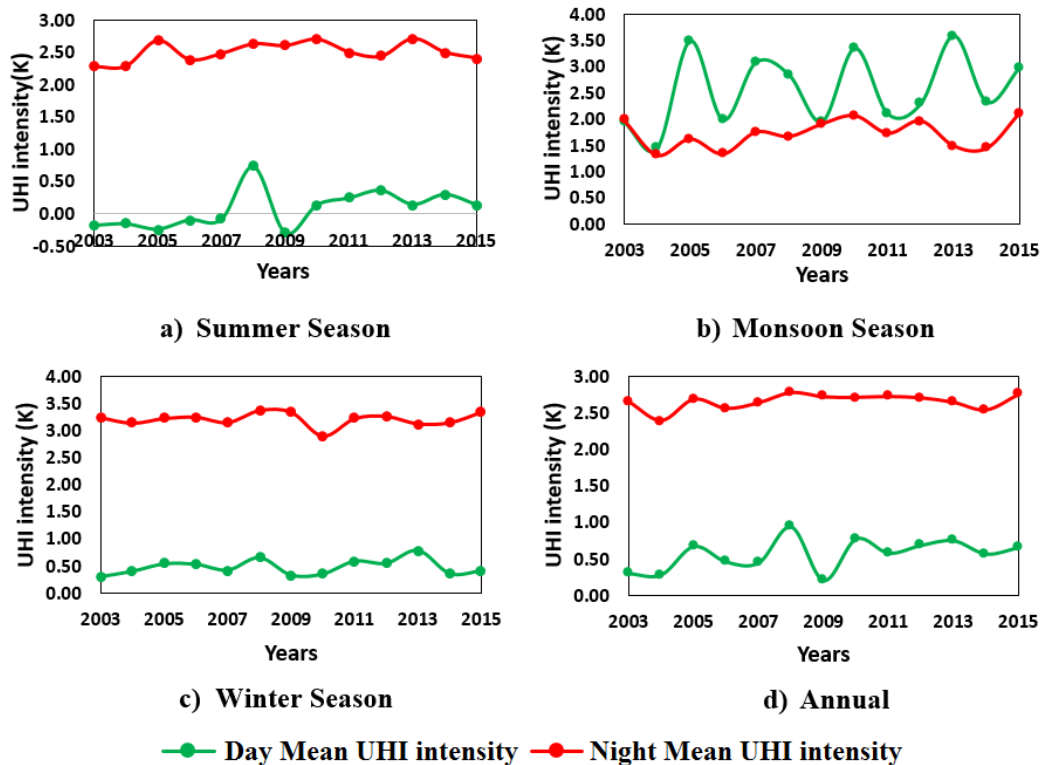 3.00
2.50
2.00
1.50
1.00
0.50
0.00
-0.50
UHI intensity(K)
2003 2005 2007 2009 2011 2013 2015
Years
a) Summer Season
4.00
3.50
3.00
2.50
2.00
1.50
1.00
0.50
0.00
UHI intensity (K)
2003 2005 2007 2009 2011 2013 2015
Years
b) Monsoon Season
4.00
3.50
3.00
2.50
2.00
1.50
1.00
0.50
0.00
UHI intensity (K)
2003 2005 2007 2009 2011 2013 2015
Years
c) Winter Season
3.00
2.50
2.00
1.50
1.00
0.50
0.00
UHI intensity (K)
2003 2005 2007 2009 2011 2013 2015
Years
d) Annual
Day Mean UHI intensity Night Mean UHI intensity